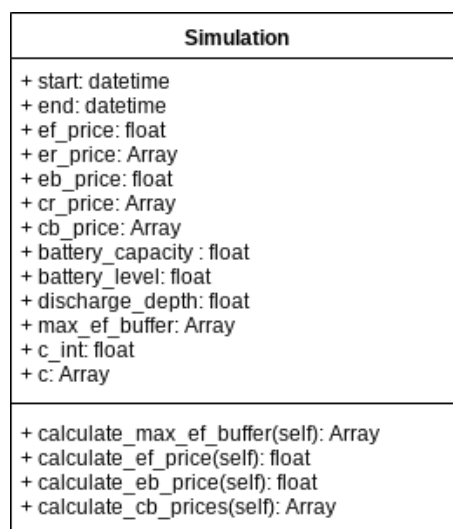 Simulation
+ start: datetime
+ end: datetime
+ ef_price: float
+ er_price: Array
+ eb_price: float
+ cr_price: Array
+ cb_price: Array
+ battery_capacity : float
+ battery_level: float
+ discharge_depth: float
+ max_ef_buffer: Array
+ c_int: float
+ c: Array
+ calculate_max_ef_buffer(self): Array
+ calculate_ef_price(self): float
+ calculate_eb_price(self): float
+ calculate_cb_prices(self): Array